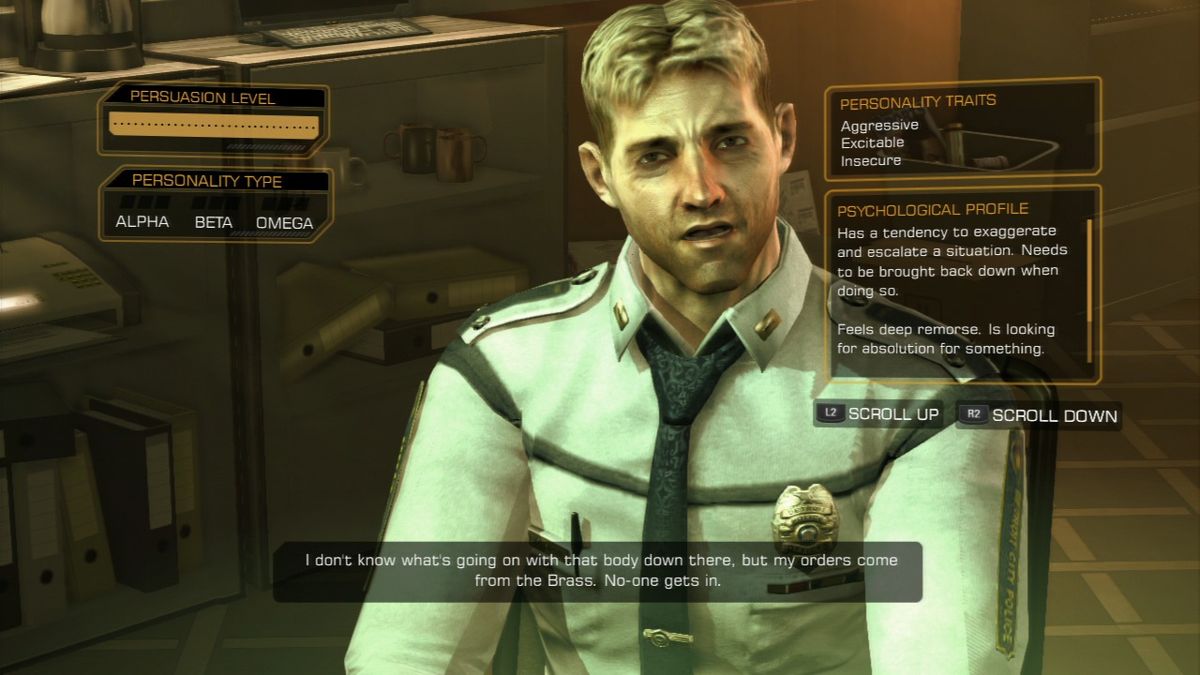 PERSUASION LEVEL
PERSONALITY TYPE
ALPHA BETA OMEGA
PERSONALITY TRAITS
Aggressive
Excitable
Insecure
PSYCHOLOGICAL PROFILE
Has a tendency to exaggerate
and escalate a situation. Needs
to be brought back down when
doing so.
Feels deep remorse. Is looking
for absolution for something.
L2 SCROLL UP R2 SCROLL DOWN
I don't know what's going on with that body down there, but my orders come
from the Brass. No-one gets in.
DETROIT CITY POLICE